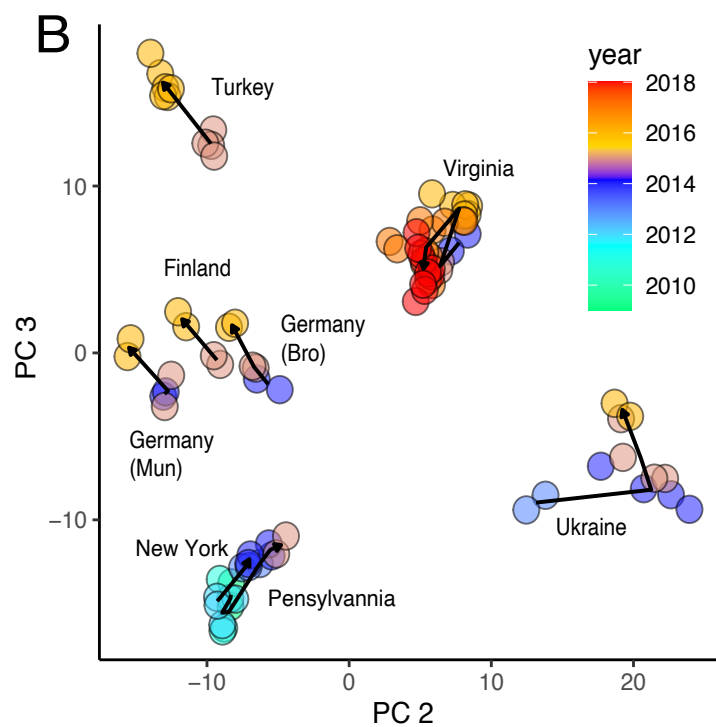 B
year
2018
2016
2014
2012
2010
Turkey
Virginia
10
Finland
Germany
(Bro)
PC 3
0
Germany
(Mun)
−10
New York
Ukraine
Pensylvannia
−10
0
10
20
PC 2